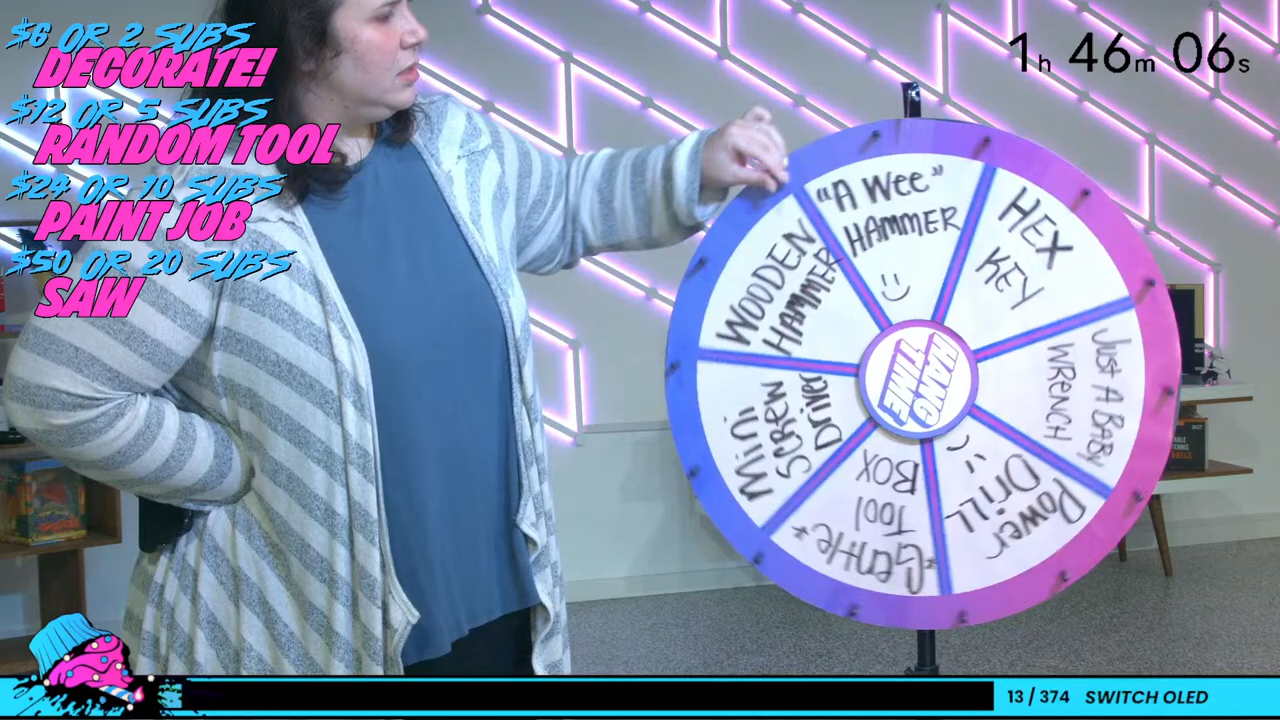 $6 OR 2 SUBS
DECORATE!
$12 OR 5 SUBS
RANDOM TOOL
$24 OR 10 SUBS
PAINT JOB
$50 OR 20 SUBS
SAW
1h 46m 06s
"A Wee"
HAMMER
HEX
KEY
JUST A BABY
WRENCH
Power
Drill
*Gentle*
Tool
BOX
Mini
SCREW
Driver
WOODEN
HAMMER
HANG
TIME
13 / 374 SWITCH OLED